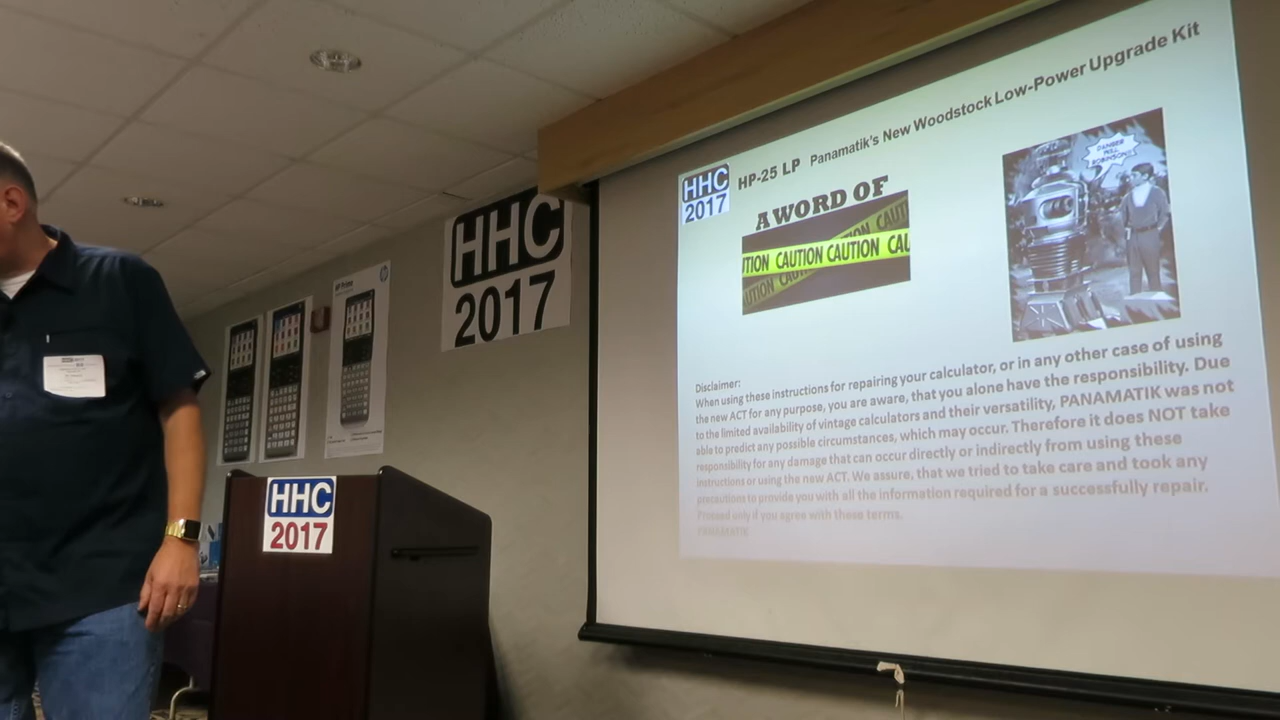 HHC
2017
HP-25 LP Panamatik's New Woodstock Low-Power Upgrade Kit
A WORD OF
CAUTION CAUTION
DANGER
WILL
ROBINSON!!
Disclaimer:
When using these instructions for repairing your calculator, or in any other case of using
the new ACT for any purpose, you are aware, that you alone have the responsibility. Due
to the limited availability of vintage calculators and their versatility, PANAMATIK was not
able to predict any possible circumstances, which may occur. Therefore it does NOT take
responsibility for any damage that can occur directly or indirectly from using these
instructions or using the new ACT. We assure, that we tried to take care and took any
precautions to provide you with all the information required for a successfully repair.
Proceed only if you agree with these terms.
PANAMATIK
HHC
2017
HP Prime
HHC
2017